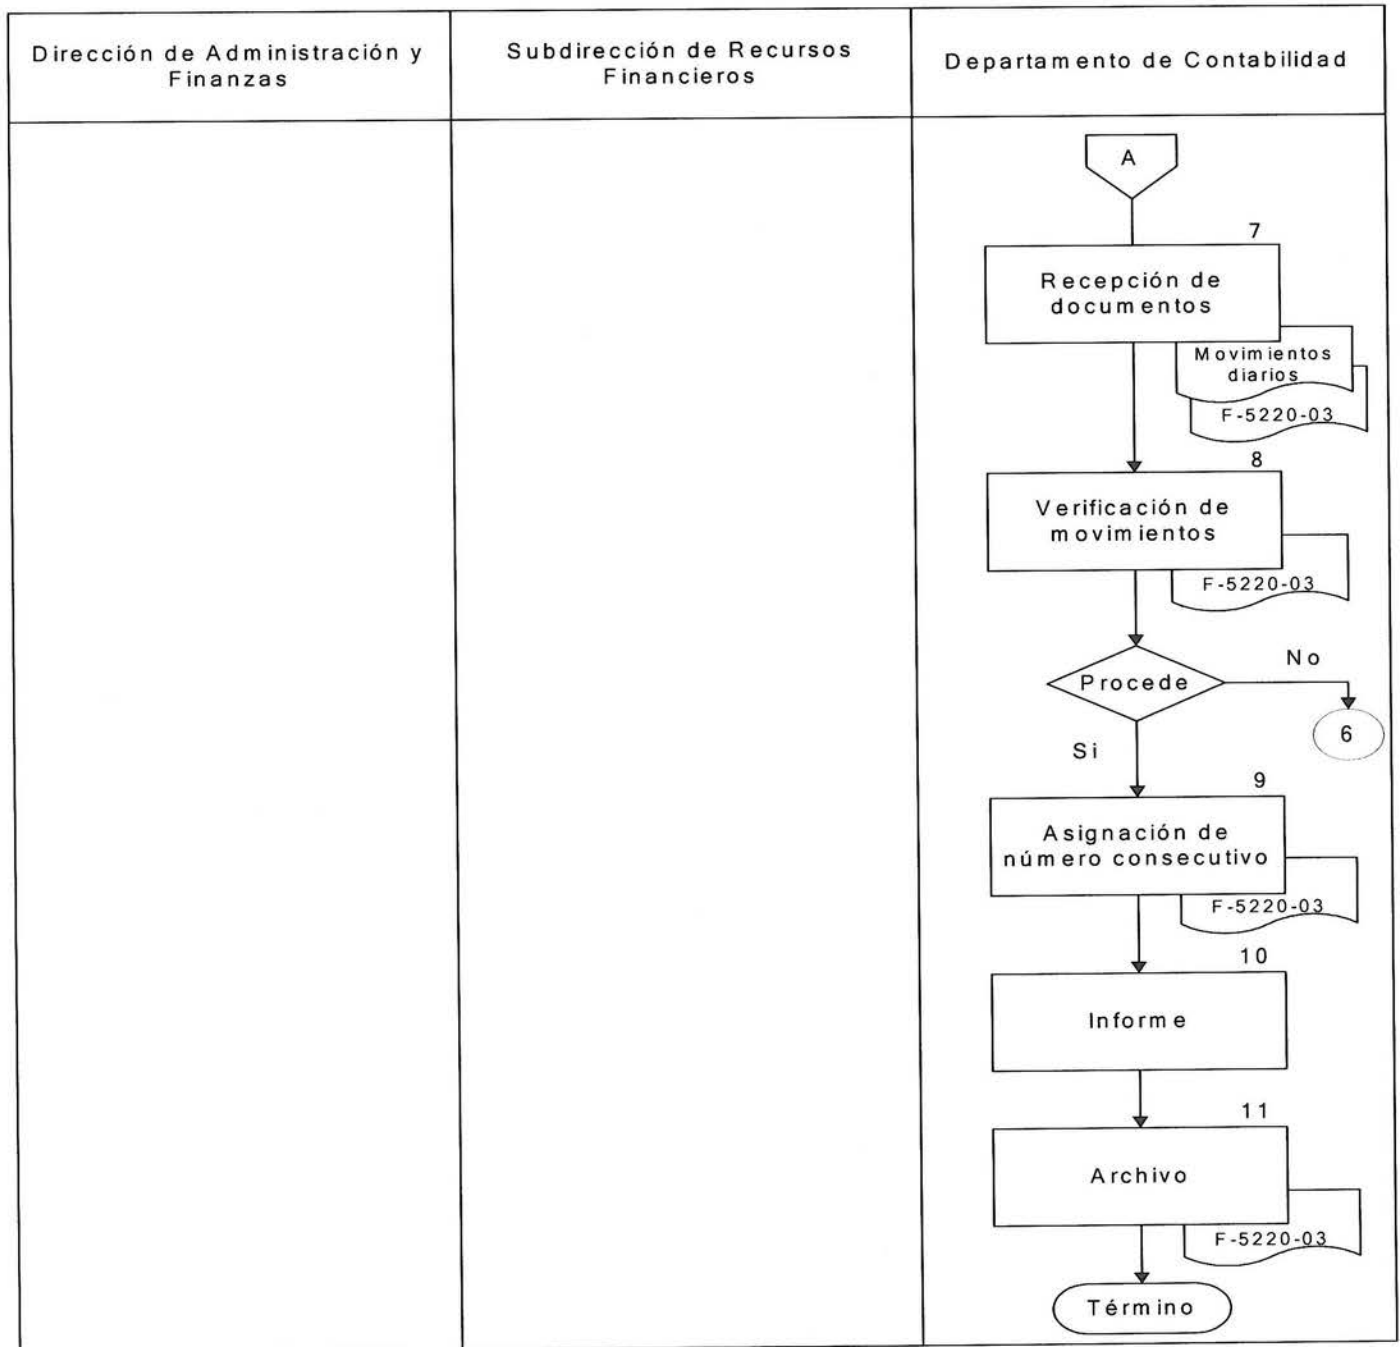 Dirección de Administración y
Finanzas
Subdirección de Recursos
Financieros
Departamento de Contabilidad
A
7
Recepción de
documentos
Movimientos
diarios
F-5220-03
8
Verificación de
movimientos
F-5220-03
Procede
No
6
Si
9
Asignación de
número consecutivo
F-5220-03
10
Informe
11
Archivo
F-5220-03
Término